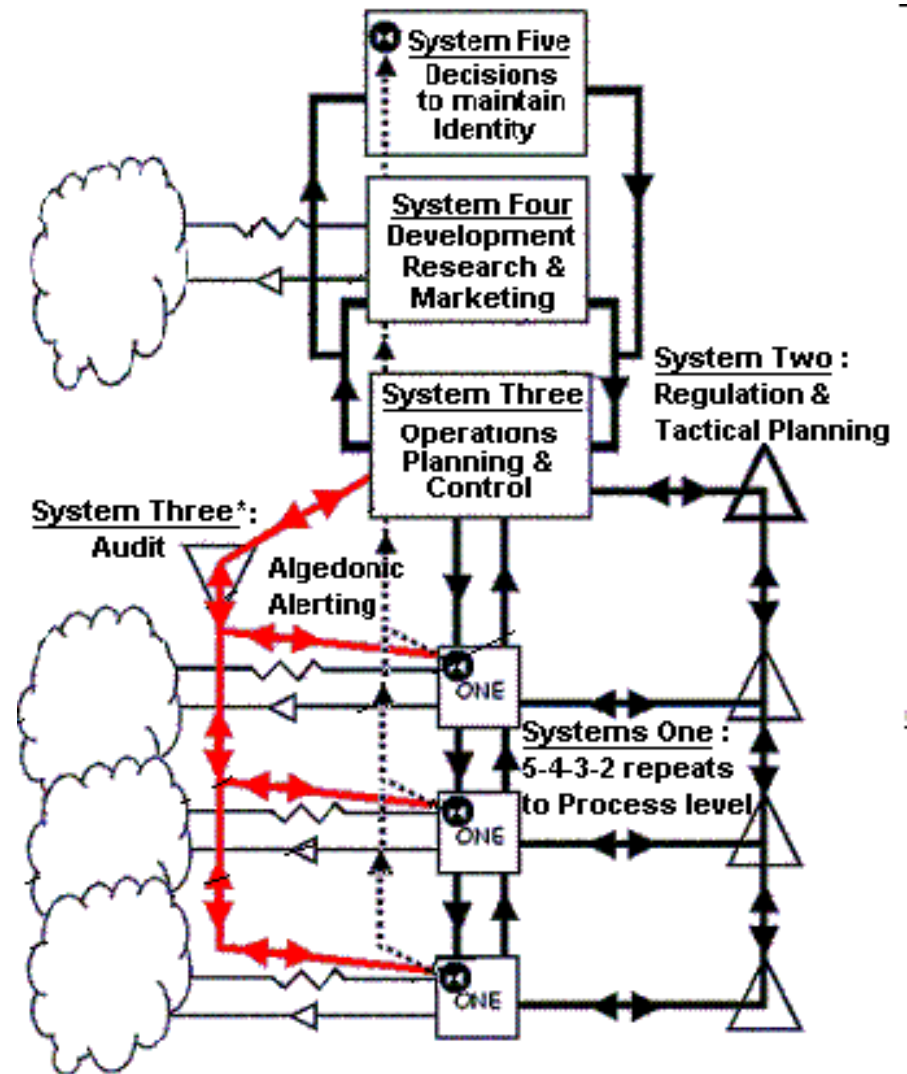 System Five
Decisions
to maintain
Identity
System Four
Development
Research &
Marketing
System Two :
Regulation &
Tactical Planning
System Three
Operations
Planning &
Control
System Three*:
Audit
Algedonic
Alerting
ONE
Systems One :
5-4-3-2 repeats
to Process level
ONE
ONE